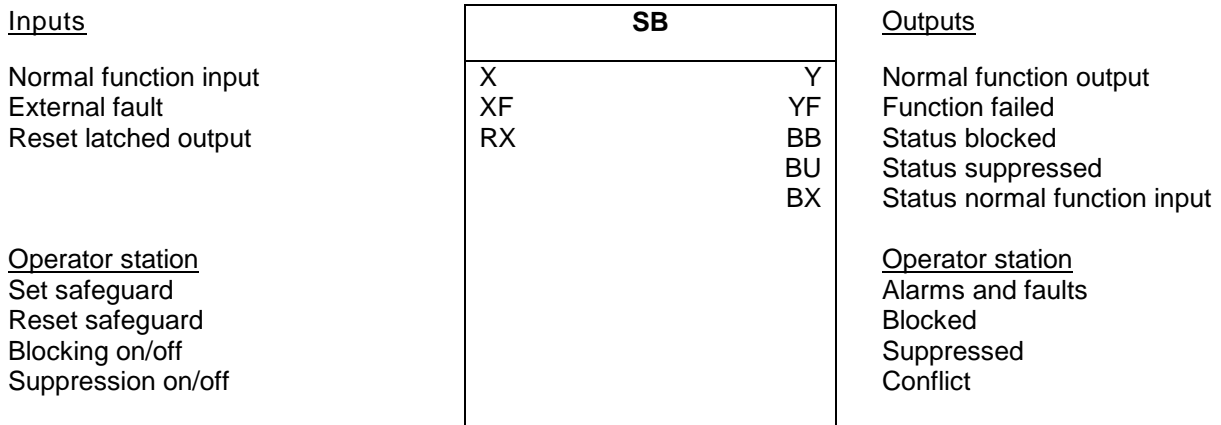 Inputs SB Outputs
Normal function input X Y Normal function output
External fault XF YF Function failed
Reset latched output RX BB Status blocked
BU Status suppressed
BX Status normal function input
Operator station Operator station
Set safeguard Alarms and faults
Reset safeguard Blocked
Blocking on/off Suppressed
Suppression on/off Conflict